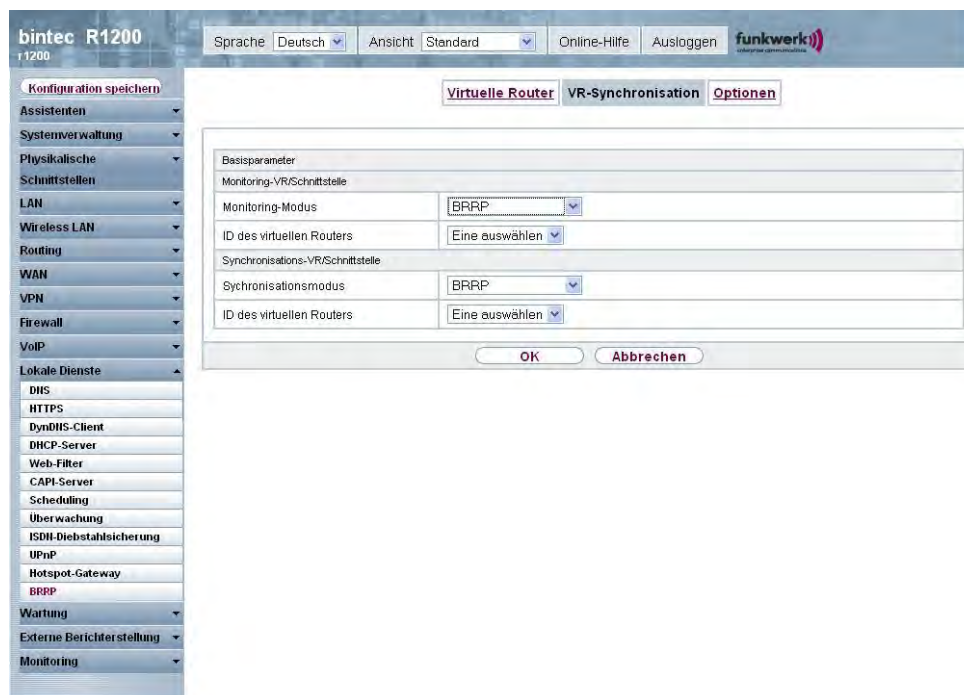 bintec R1200
r1200
Sprache Deutsch Ansicht Standard Online-Hilfe Ausloggen funkwerk
Konfiguration speichern
Assistenten
Systemverwaltung
Physikalische
Schnittstellen
LAN
Wireless LAN
Routing
WAN
VPN
Firewall
VoIP
Lokale Dienste
DNS
HTTPS
DynDNS-Client
DHCP-Server
Web-Filter
CAPI-Server
Scheduling
Überwachung
ISDN-Diebstahlsicherung
UPnP
Hotspot-Gateway
BRRP
Wartung
Externe Berichterstellung
Monitoring
Virtuelle Router VR-Synchronisation Optionen
Basisparameter
Monitoring-VR/Schnittstelle
Monitoring-Modus BRRP
ID des virtuellen Routers Eine auswählen
Synchronisations-VR/Schnittstelle
Sychronisationsmodus BRRP
ID des virtuellen Routers Eine auswählen
OK Abbrechen